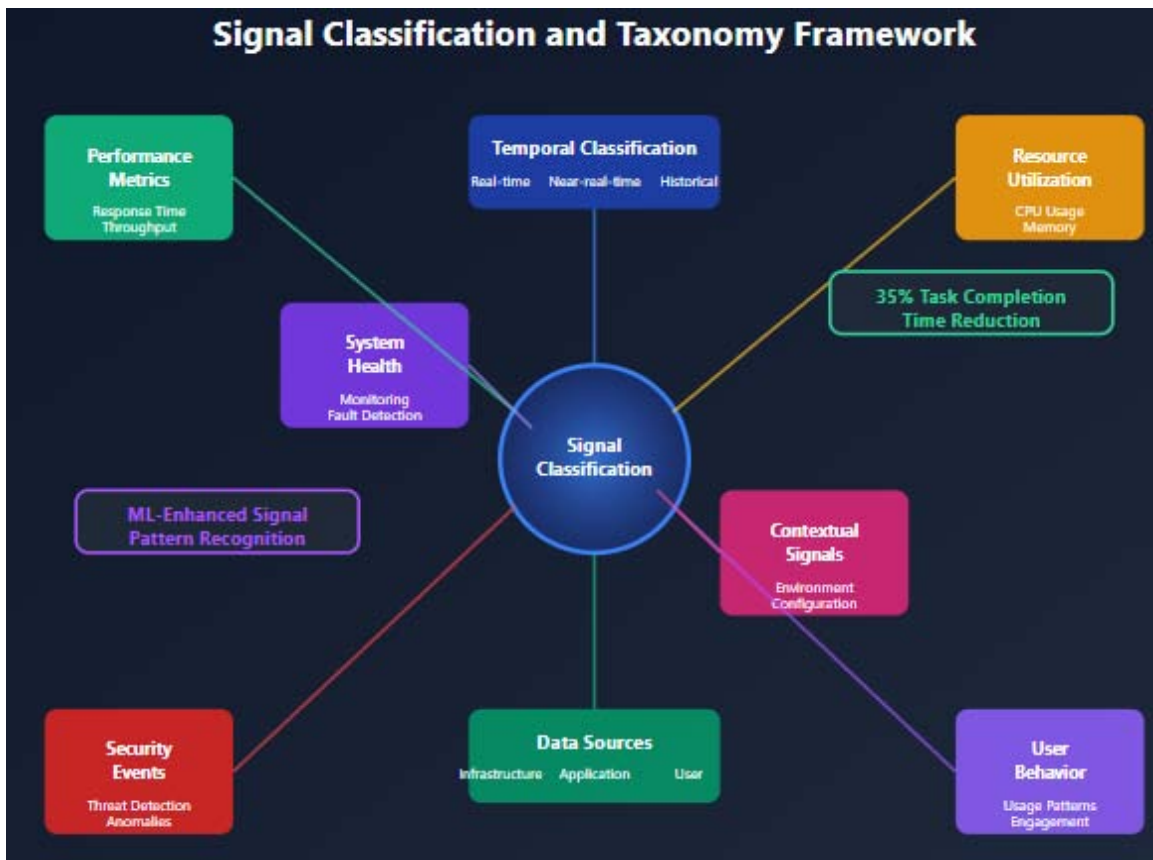 Signal Classification and Taxonomy Framework
Performance
Metrics
Response Time
Throughput
Temporal Classification
Real-time Near-real-time Historical
Resource
Utilization
CPU Usage
Memory
35% Task Completion
Time Reduction
System
Health
Monitoring
Fault Detection
Signal
Classification
ML-Enhanced Signal
Pattern Recognition
Contextual
Signals
Environment
Configuration
Security
Events
Threat Detection
Anomalies
Data Sources
Infrastructure Application User
User
Behavior
Usage Patterns
Engagement